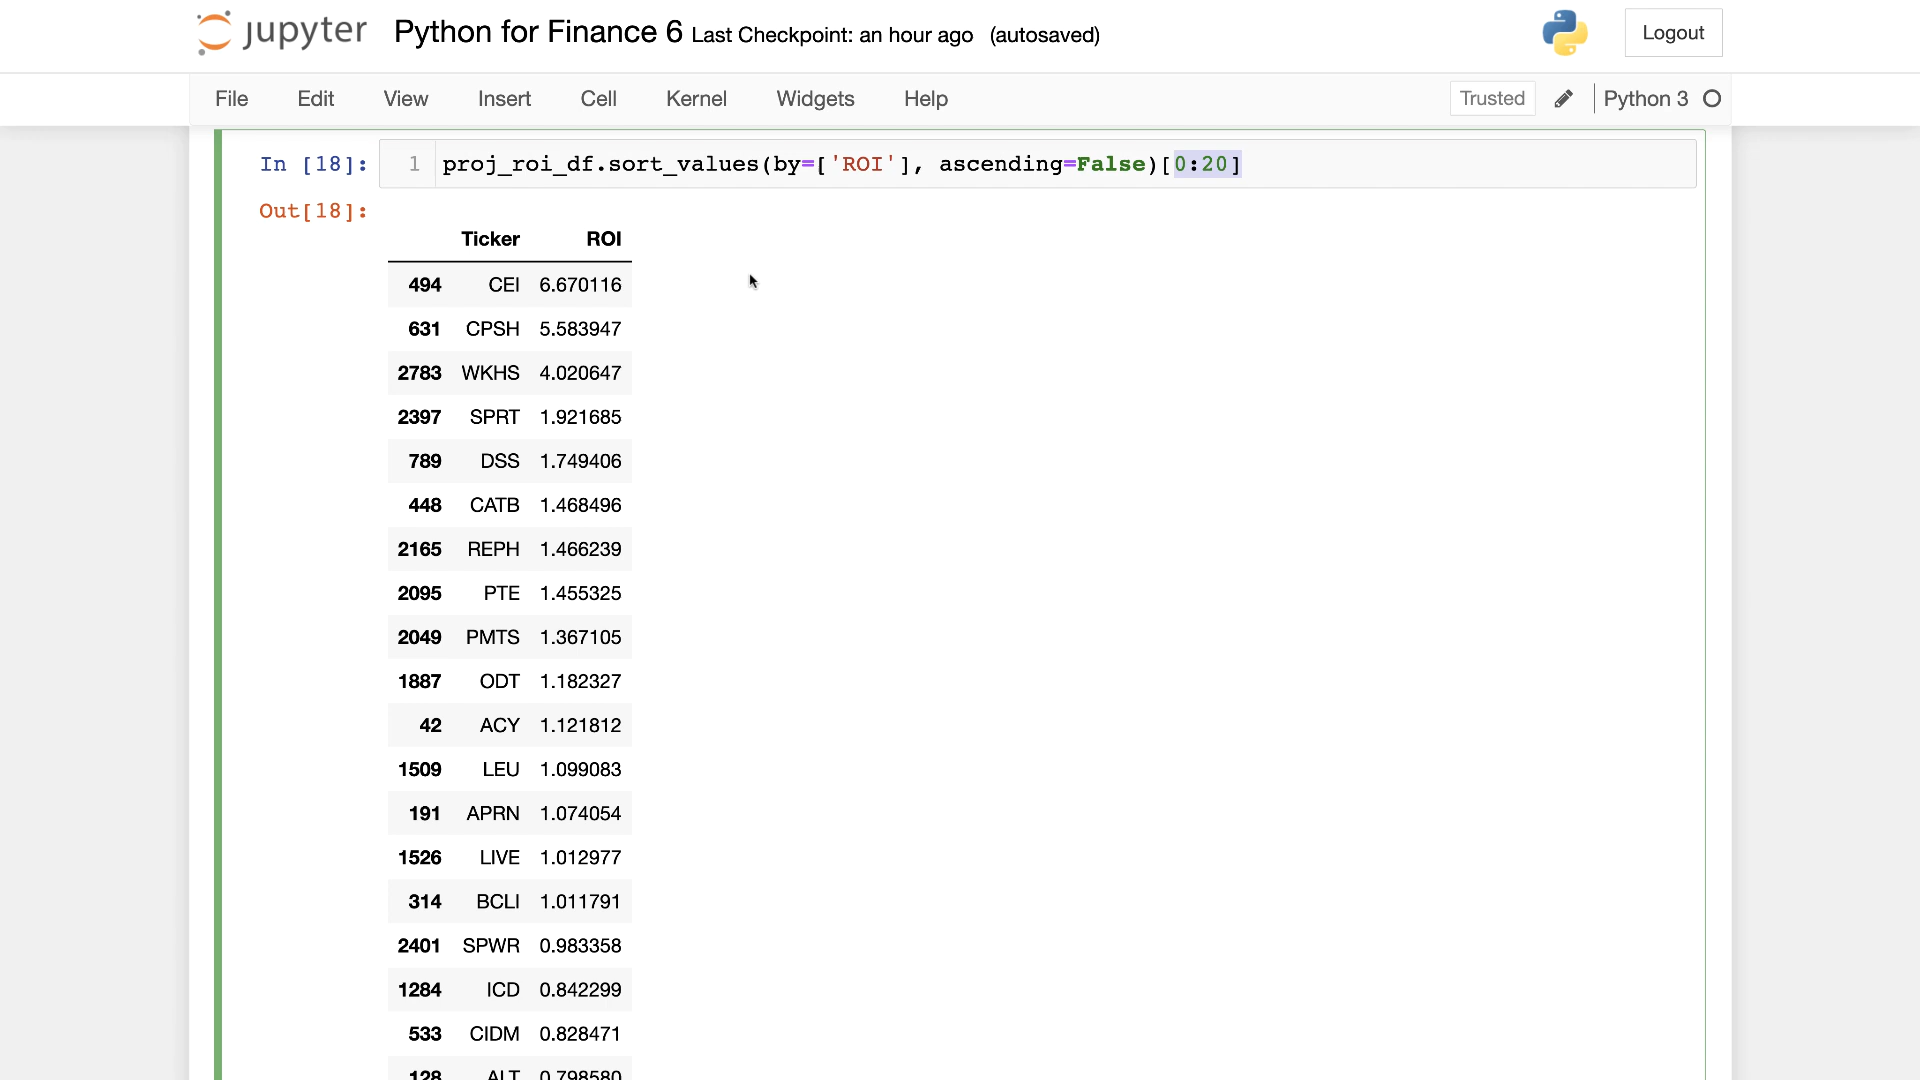 jupyter Python for Finance 6 Last Checkpoint: an hour ago (autosaved) Logout
File Edit View Insert Cell Kernel Widgets Help Trusted Python 3
In [18]: 1 proj_roi_df.sort_values(by=['ROI'], ascending=False)[0:20]
Out[18]:
Ticker ROI
494 CEI 6.670116
631 CPSH 5.583947
2783 WKHS 4.020647
2397 SPRT 1.921685
789 DSS 1.749406
448 CATB 1.468496
2165 REPH 1.466239
2095 PTE 1.455325
2049 PMTS 1.367105
1887 ODT 1.182327
42 ACY 1.121812
1509 LEU 1.099083
191 APRN 1.074054
1526 LIVE 1.012977
314 BCLI 1.011791
2401 SPWR 0.983358
1284 ICD 0.842299
533 CIDM 0.828471
128 ALT 0.798580